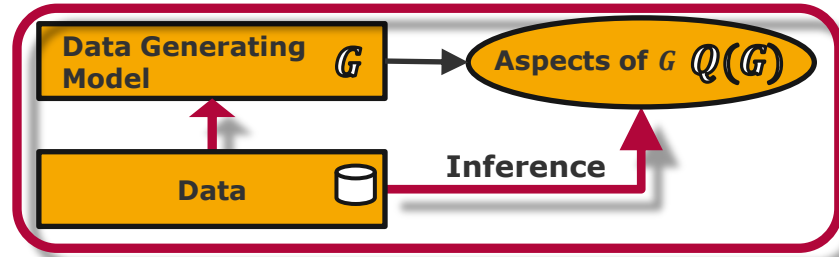 Data Generating
Model
G
Aspects of G Q(G)
Data
Inference